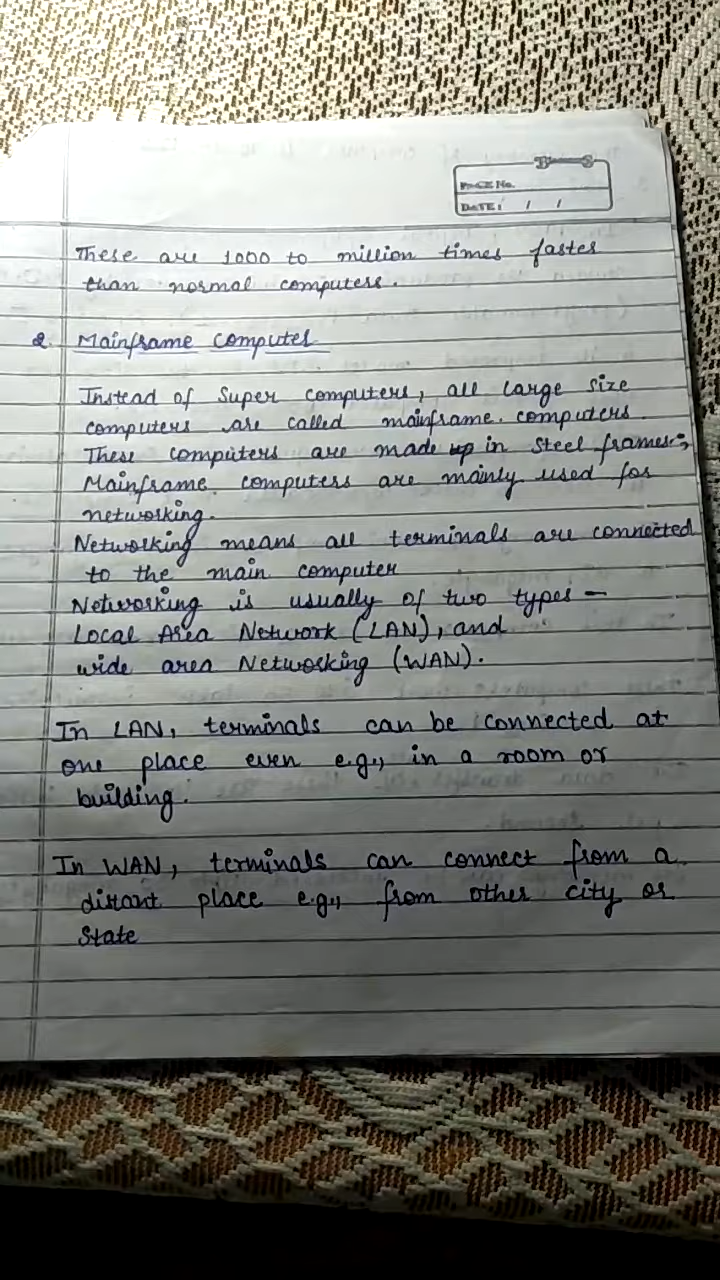 PAGE No.
DATE: / /
These are 1000 to million times faster
than normal computers.
2. Mainframe Computer
Instead of Super computers, all large size
computers are called mainframe. computers
These computers are made up in Steel frames;
Mainframe. computers are mainly used for
networking.
Networking means all terminals are connected
to the main computer
Networking is usually of two types –
Local Area Network (LAN), and
wide area Networking (WAN).
In LAN, terminals can be connected at
one place even e.g., in a room or
building.
In WAN, terminals can connect from a
distant place e.g., from other city or
State